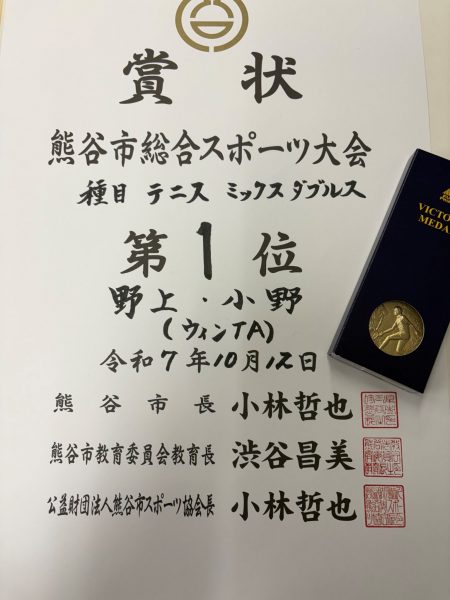 賞状
熊谷市総合スポーツ大会
種目 テニス ミックスダブルス
第1位
野上・小野
(ウィンTA)
令和7年10月12日
熊谷市長 小林哲也
熊谷市教育委員会教育長 渋谷昌美
公益財団法人熊谷市スポーツ協会長 小林哲也